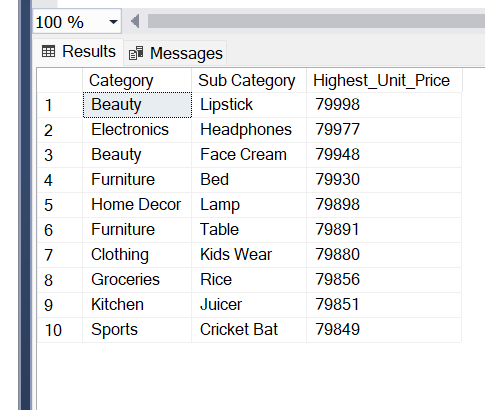 100 %
Results Messages
Category Sub Category Highest_Unit_Price
1 Beauty Lipstick 79998
2 Electronics Headphones 79977
3 Beauty Face Cream 79948
4 Furniture Bed 79930
5 Home Decor Lamp 79898
6 Furniture Table 79891
7 Clothing Kids Wear 79880
8 Groceries Rice 79856
9 Kitchen Juicer 79851
10 Sports Cricket Bat 79849